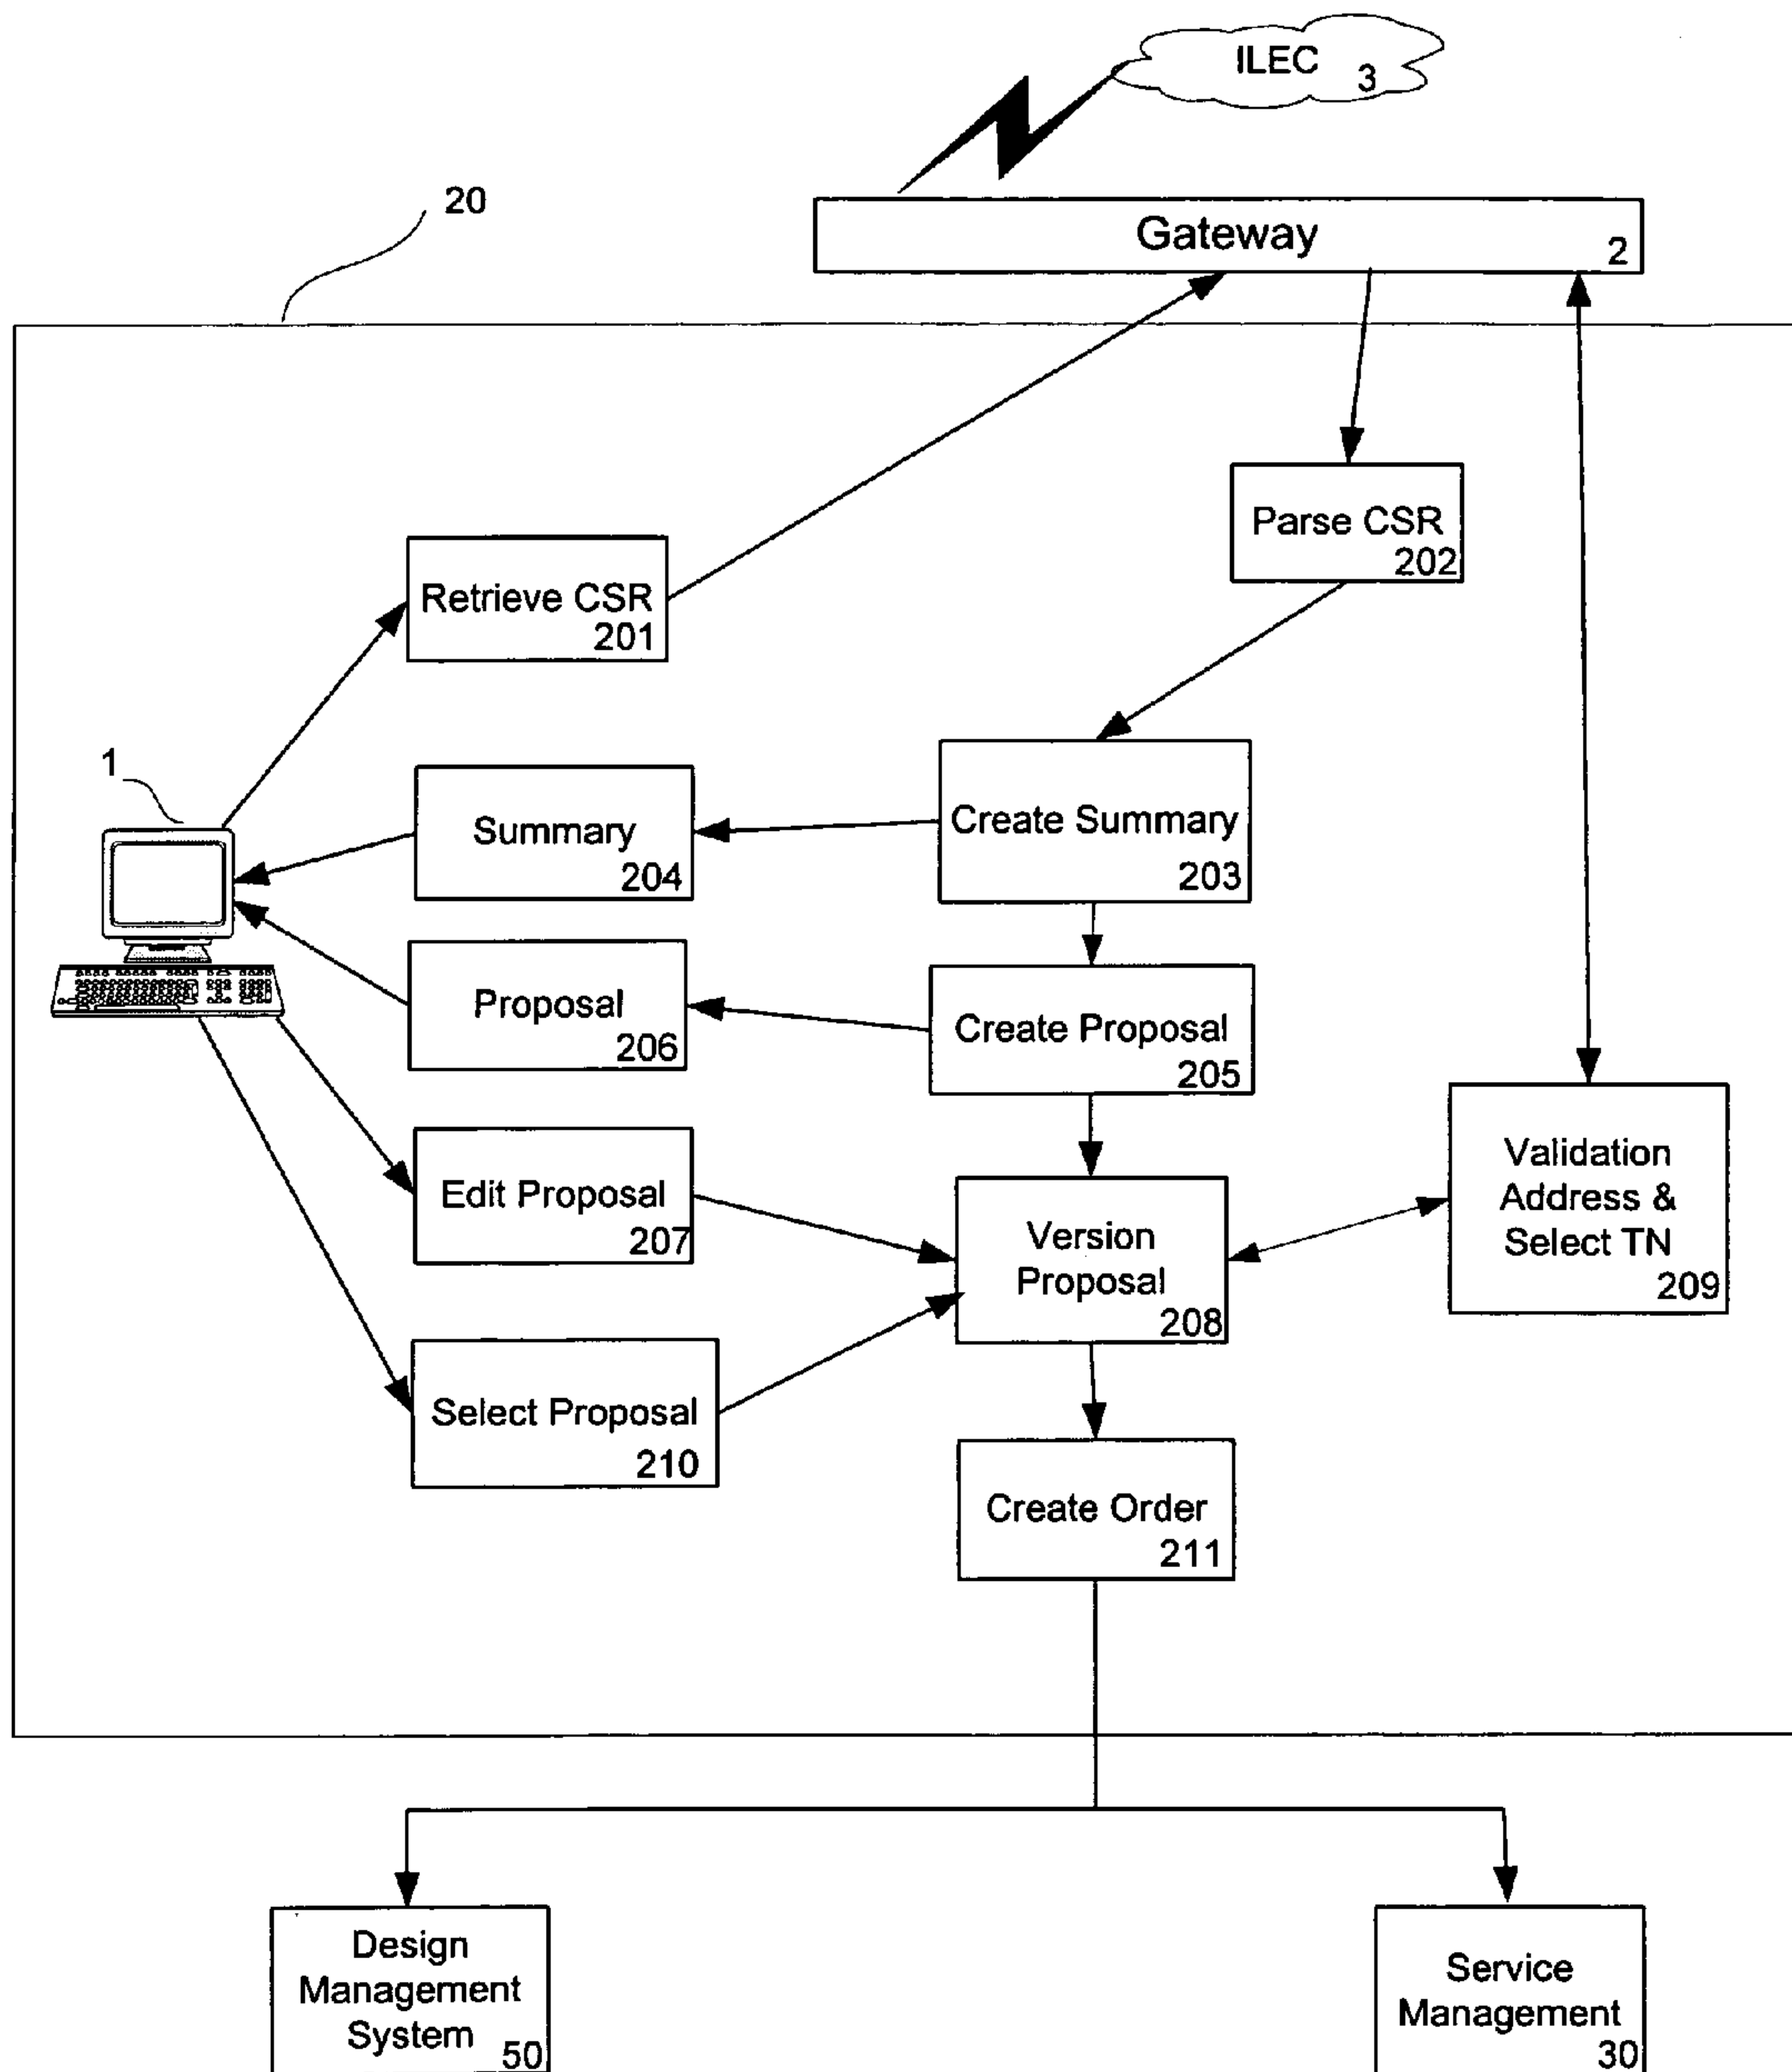 ILEC
3
20
Gateway
2
Parse CSR
202
Retrieve CSR
201
1
Summary
204
Create Summary
203
Proposal
206
Create Proposal
205
Validation
Address &
Select TN
209
Edit Proposal
207
Version
Proposal
208
Select Proposal
210
Create Order
211
Design
Management
System
50
Service
Management
30